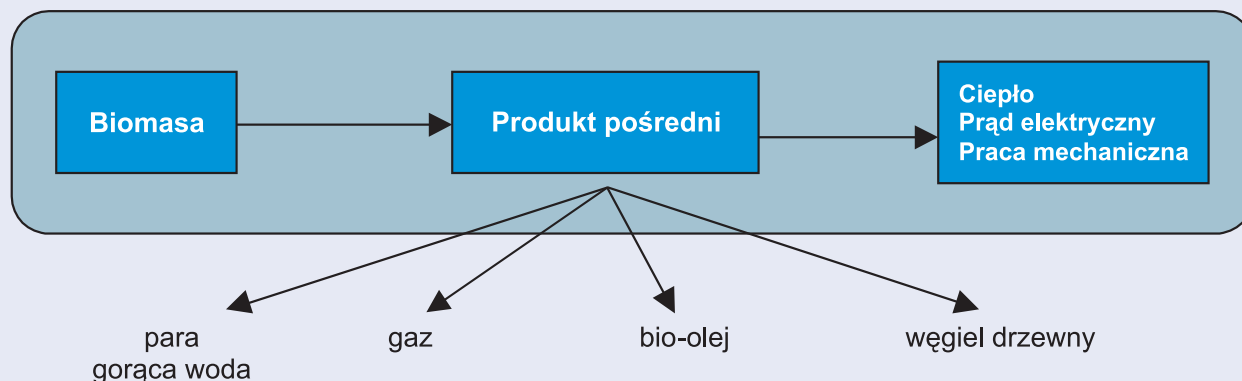 Biomasa
Produkt pośredni
Ciepło
Prąd elektryczny
Praca mechaniczna
para
gorąca woda
gaz
bio-olej
węgiel drzewny